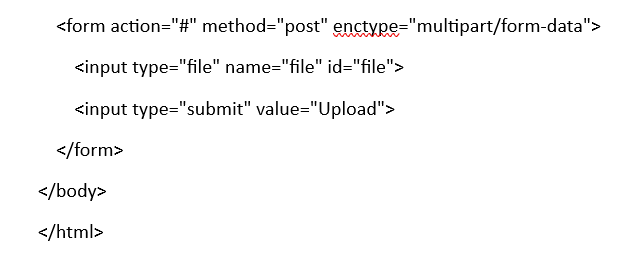 <form action="#" method="post" enctype="multipart/form-data">
<input type="file" name="file" id="file">
<input type="submit" value="Upload">
</form>
</body>
</html>